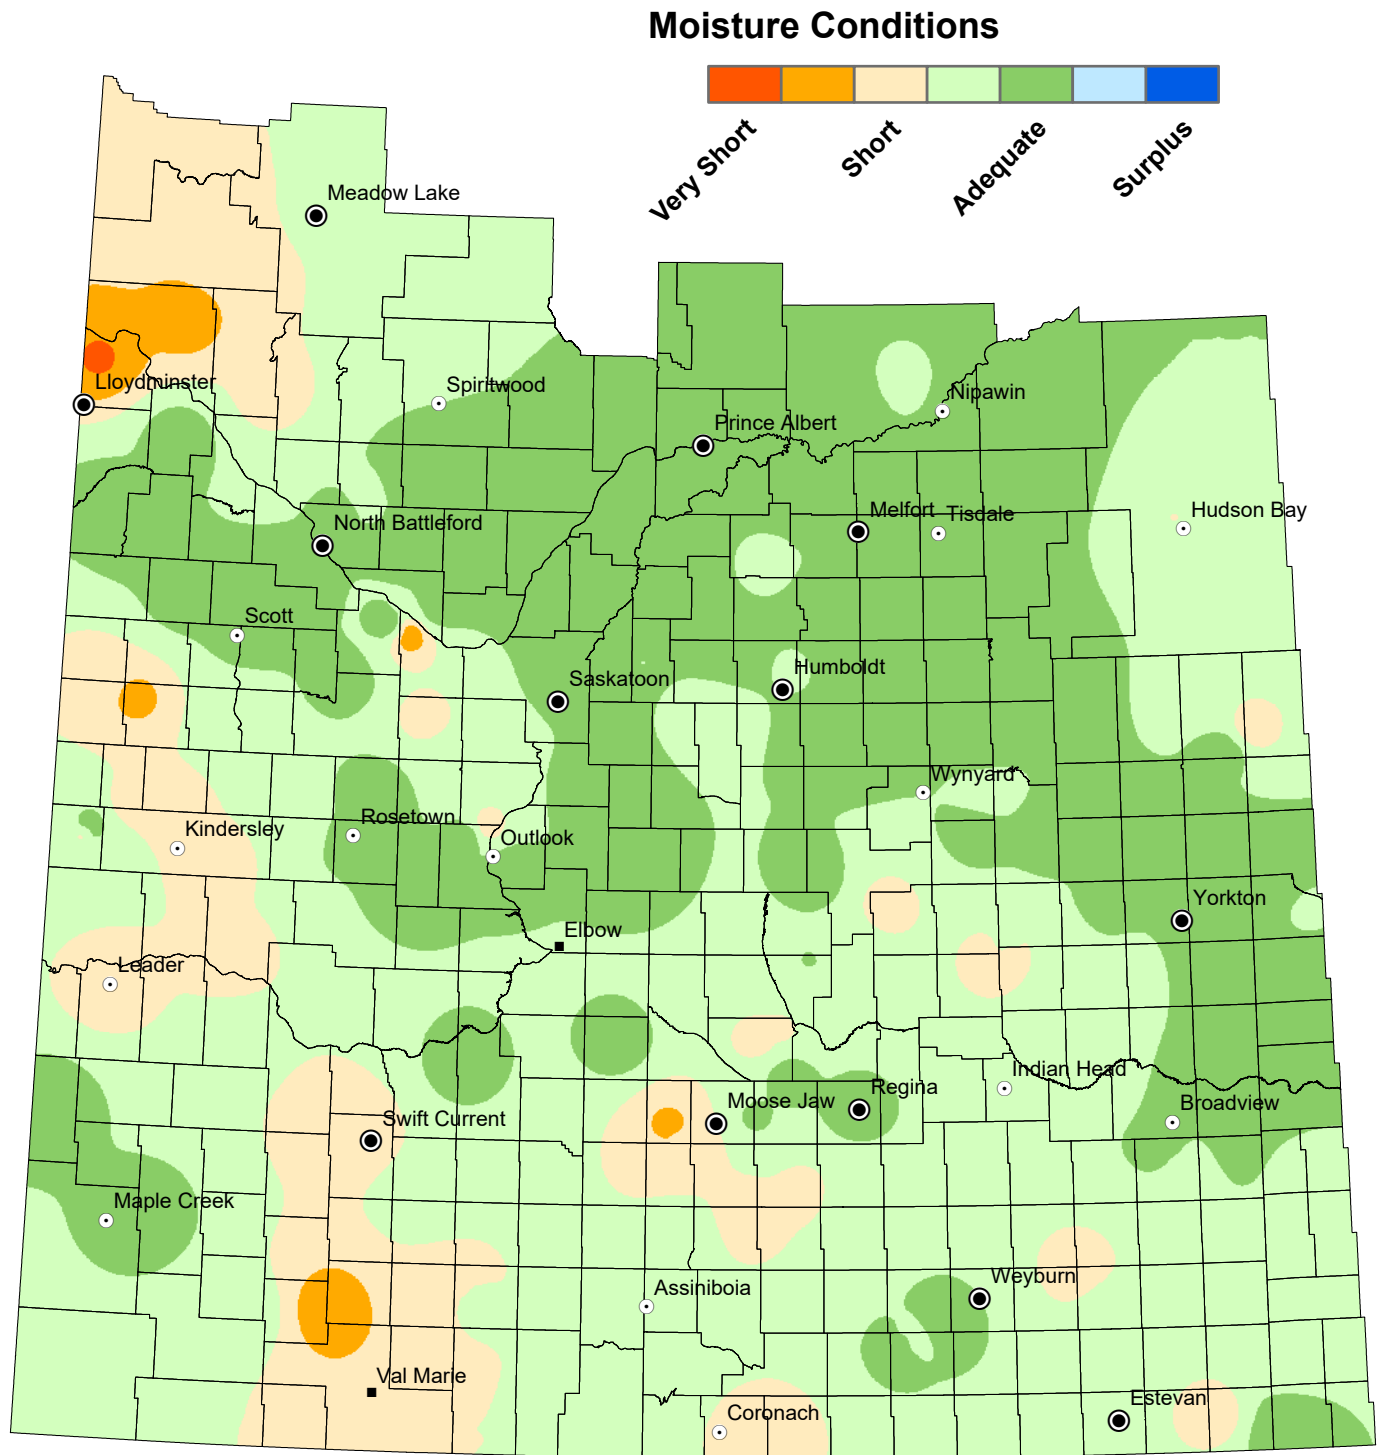 Moisture Conditions
Very Short
Short
Adequate
Surplus
Meadow Lake
Lloydminster
Spiritwood
Nipawin
Prince Albert
Hudson Bay
Melfort
Tisdale
North Battleford
Scott
Humboldt
Saskatoon
Wynyard
Rosetown
Kindersley
Outlook
Yorkton
Elbow
Leader
Indian Head
Regina
Moose Jaw
Broadview
Swift Current
Maple Creek
Weyburn
Assiniboia
Val Marie
Estevan
Coronach